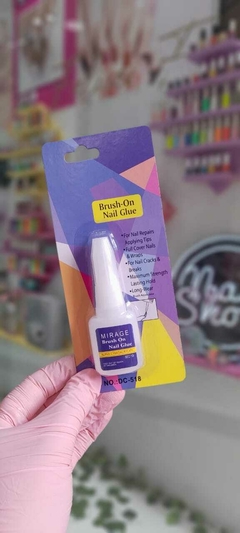 Brush-On
Nail Glue
•For Nail Repairs
Applying Tips
•Full Cover Nails
& Wraps
•For Nail Cracks &
Breaks
•Maximum Strength
Lasting Hold
•Long Wear
MIRAGE
Brush On
Nail Glue
NO.:DC-518